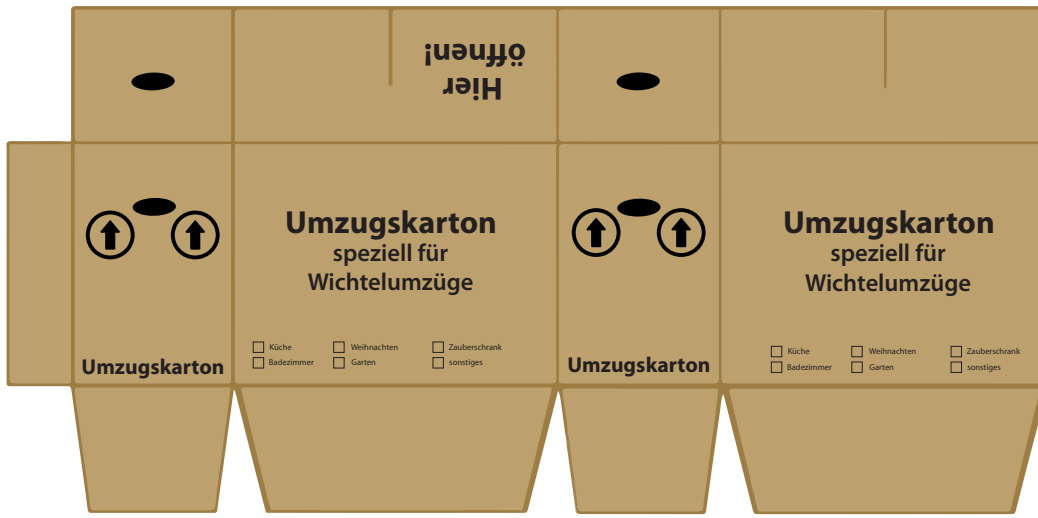 Hier
öffnen!
Umzugskarton
speziell für
Wichtelumzüge
Küche
Weihnachten
Zauberschrank
Badezimmer
Garten
sonstiges
Umzugskarton
Umzugskarton
speziell für
Wichtelumzüge
Küche
Weihnachten
Zauberschrank
Badezimmer
Garten
sonstiges
Umzugskarton